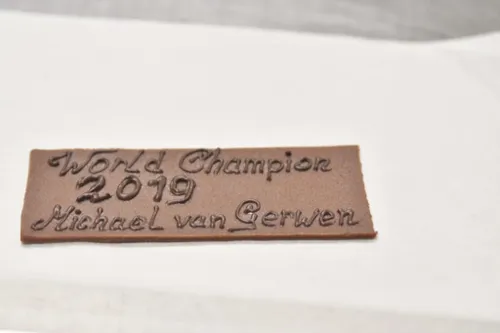 World Champion
2019
Michael van Gerwen